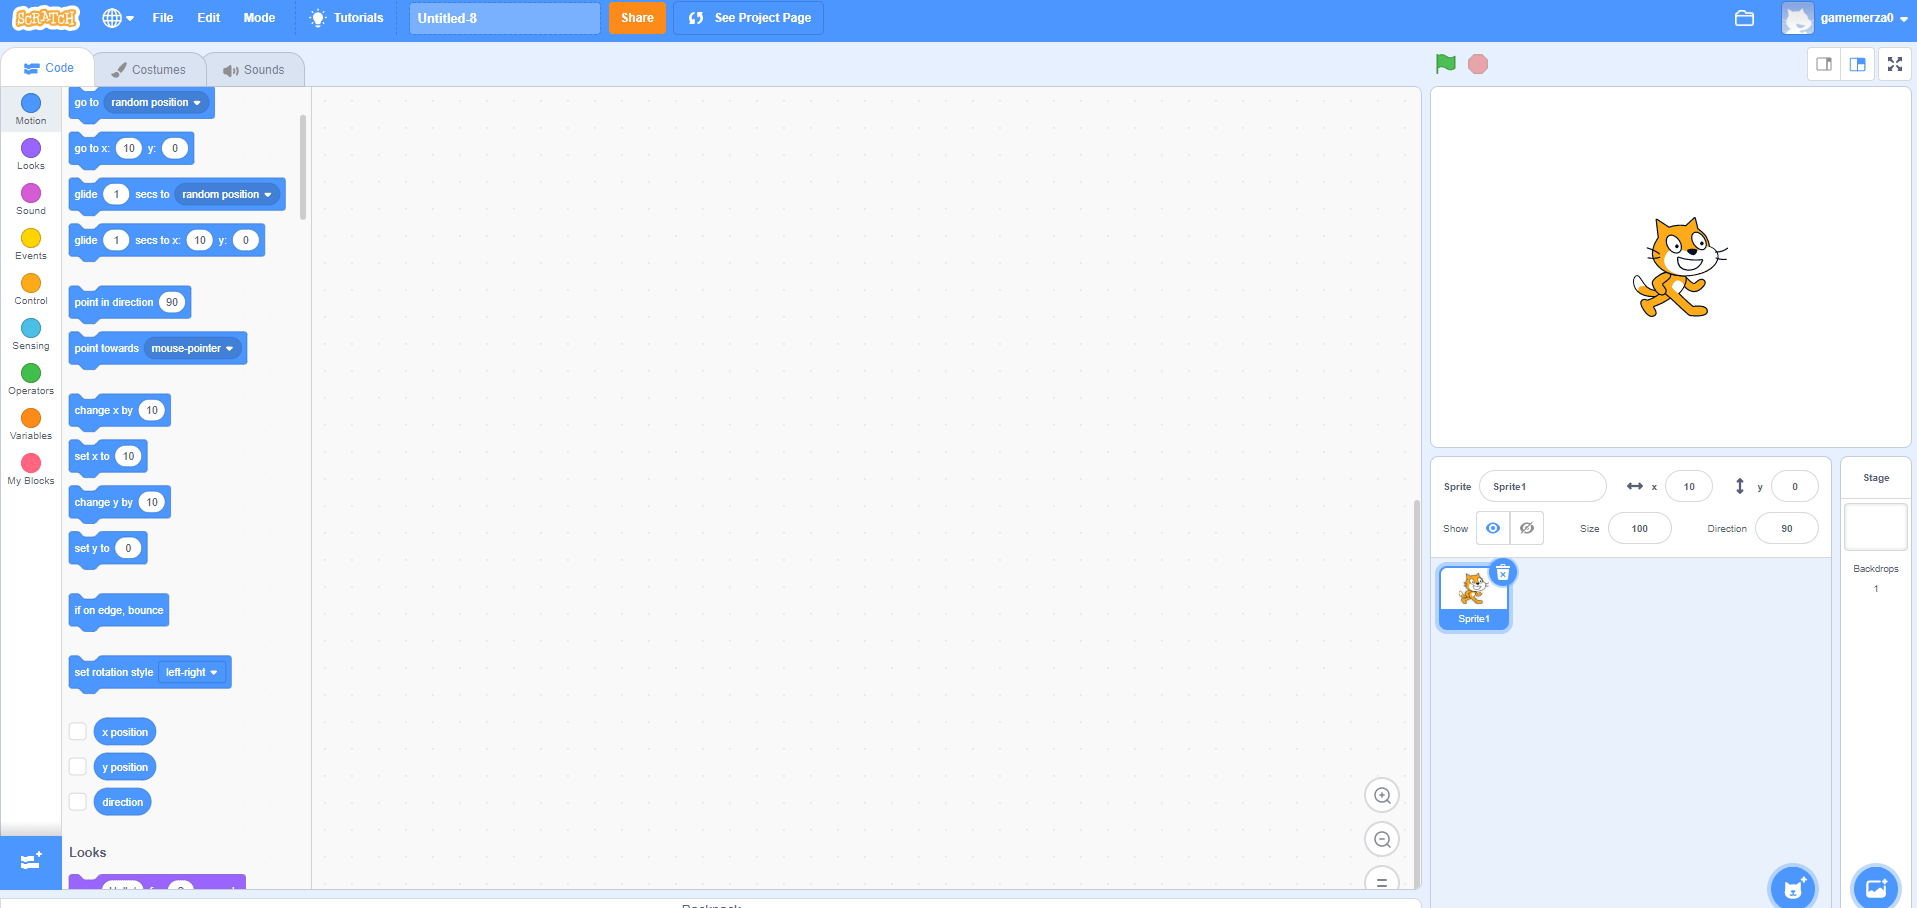 SCRATCH File Edit Mode Tutorials Untitled-8 Share See Project Page gamemerza0
Code Costumes Sounds
Motion
Looks
Sound
Events
Control
Sensing
Operators
Variables
My Blocks
go to random position
go to x: 10 y: 0
glide 1 secs to random position
glide 1 secs to x: 10 y: 0
point in direction 90
point towards mouse-pointer
change x by 10
set x to 10
change y by 10
set y to 0
if on edge, bounce
set rotation style left-right
x position
y position
direction
Looks
Sprite Sprite1 x 10 y 0
Show Size 100 Direction 90
Sprite1
Stage
Backdrops
1